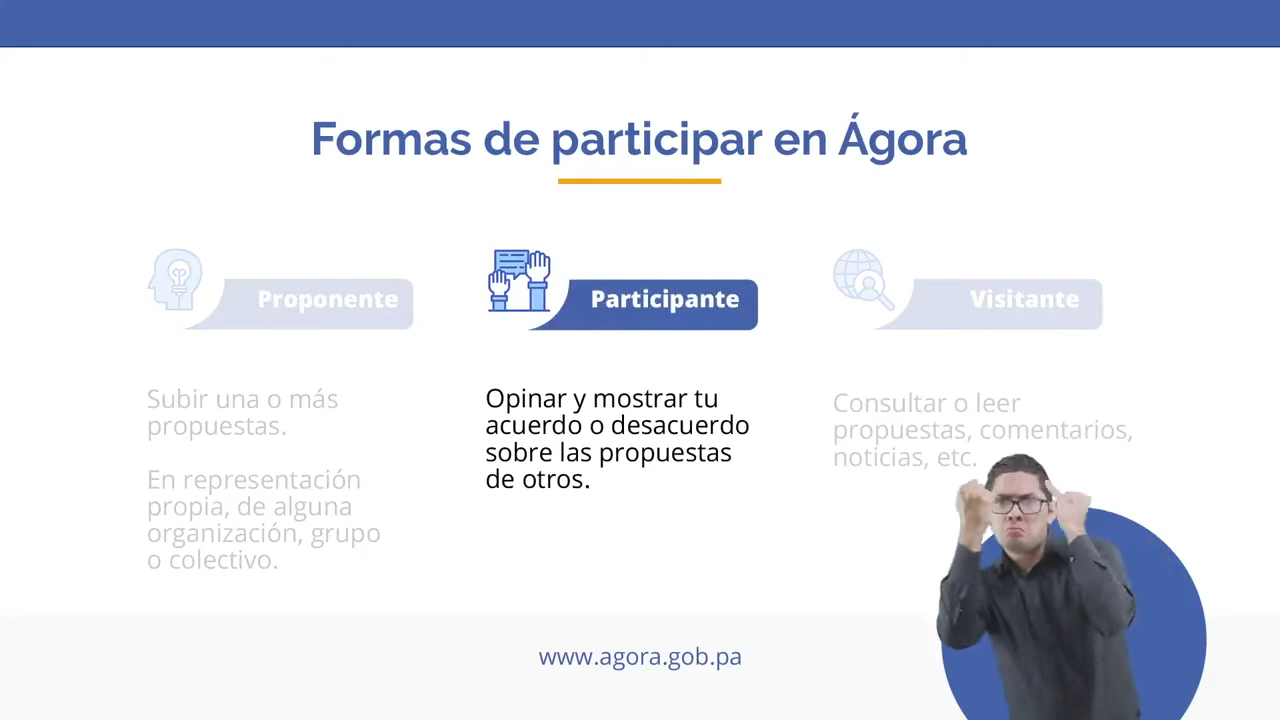 Formas de participar en Ágora
Proponente
Subir una o más
propuestas.
En representación
propia, de alguna
organización, grupo
o colectivo.
Participante
Opinar y mostrar tu
acuerdo o desacuerdo
sobre las propuestas
de otros.
Visitante
Consultar o leer
propuestas, comentarios,
noticias, etc.
www.agora.gob.pa